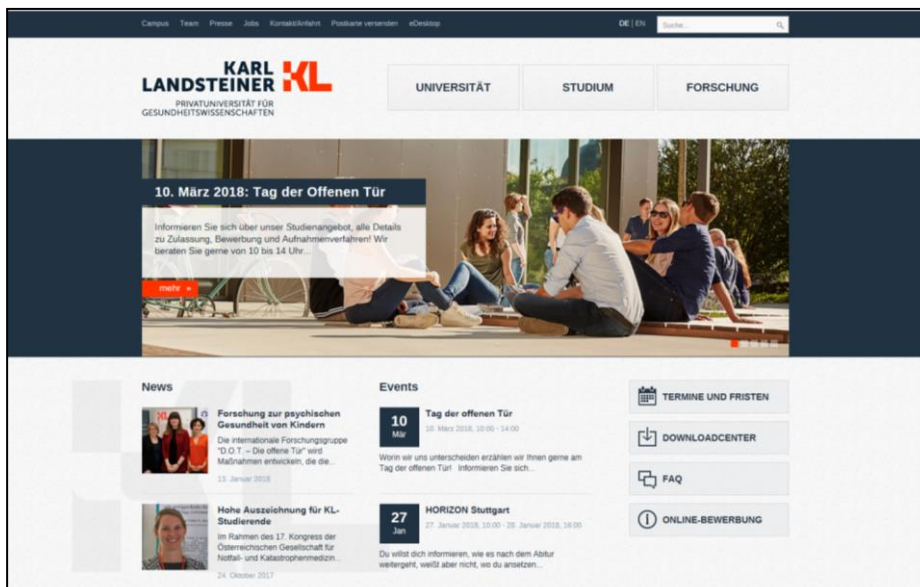 Campus Team Presse Jobs Kontakt/Anfahrt Postkarte versenden eDesktop DE | EN Suche...
KARL
LANDSTEINER KL
PRIVATUNIVERSITÄT FÜR
GESUNDHEITSWISSENSCHAFTEN
UNIVERSITÄT STUDIUM FORSCHUNG
10. März 2018: Tag der Offenen Tür
Informieren Sie sich über unser Studienangebot, alle Details
zu Zulassung, Bewerbung und Aufnahmenverfahren! Wir
beraten Sie gerne von 10 bis 14 Uhr...
mehr »
News
Forschung zur psychischen
Gesundheit von Kindern
Die internationale Forschungsgruppe
"D.O.T. – Die offene Tür" wird
Maßnahmen entwickeln, die die...
13. Januar 2018
Hohe Auszeichnung für KL-
Studierende
Im Rahmen des 17. Kongress der
Österreichischen Gesellschaft für
Notfall- und Katastrophenmedizin...
24. Oktober 2017
Events
10
Mär
Tag der offenen Tür
10. März 2018, 10:00 - 14:00
Worin wir uns unterscheiden erzählen wir Ihnen gerne am
Tag der offenen Tür! Informieren Sie sich...
27
Jan
HORIZON Stuttgart
27. Januar 2018, 10:00 - 28. Januar 2018, 16:00
Du willst dich informieren, wie es nach dem Abitur
weitergeht, weißt aber nicht, wo du ansetzen...
TERMINE UND FRISTEN
DOWNLOADCENTER
FAQ
ONLINE-BEWERBUNG